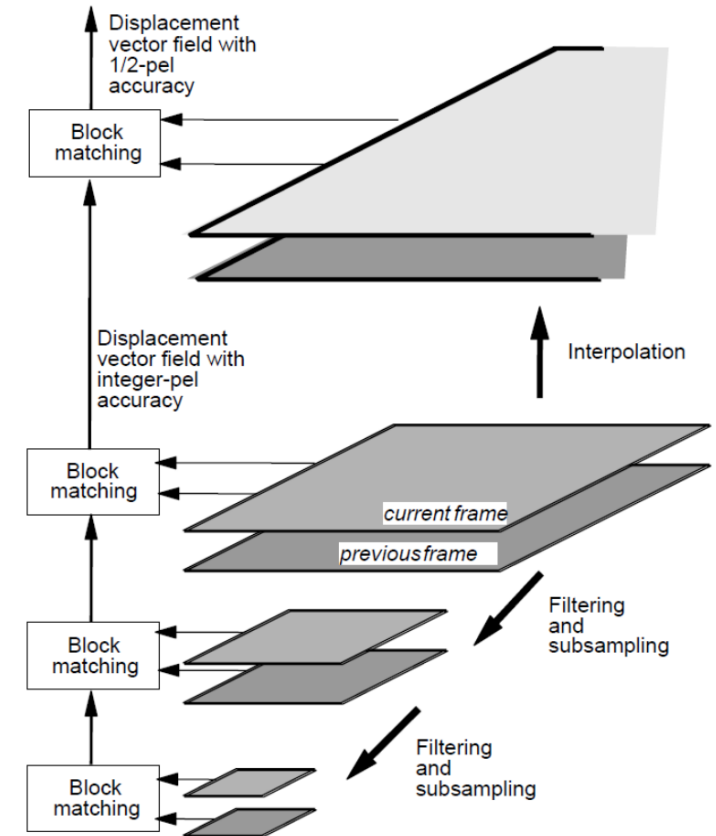 Displacement
vector field with
1/2-pel
accuracy
Block
matching
Displacement
vector field with
integer-pel
accuracy
Interpolation
Block
matching
current frame
previous frame
Filtering
and
subsampling
Block
matching
Filtering
and
subsampling
Block
matching